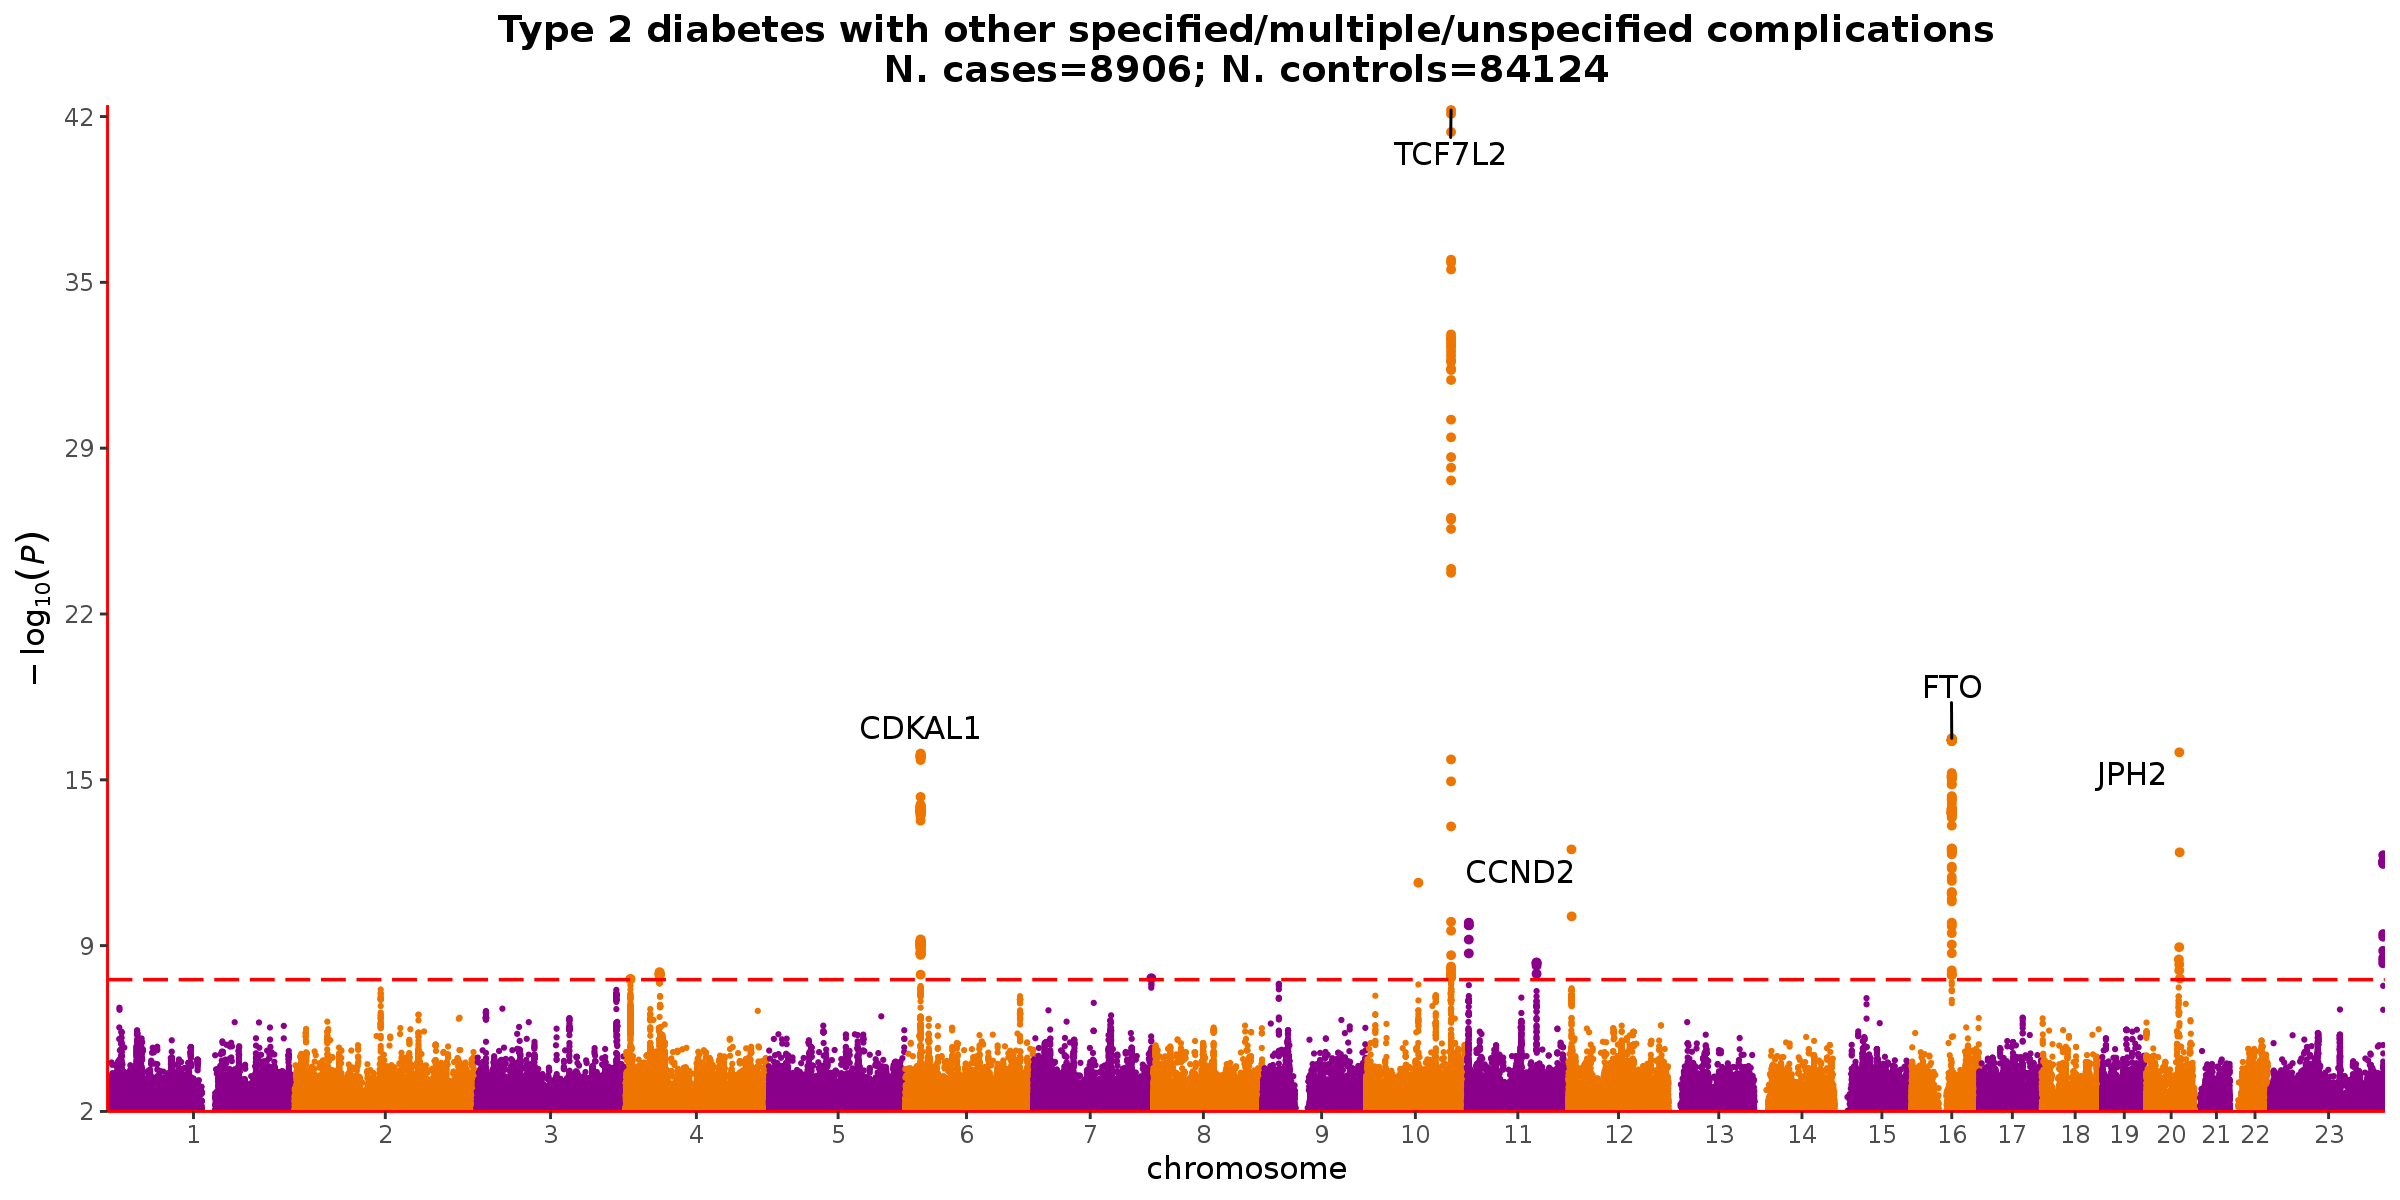 Type 2 diabetes with other specified/multiple/unspecified complications
N. cases=8906; N. controls=84124
42
35
29
22
15
9
2
−log₁₀(P)
TCF7L2
FTO
CDKAL1
JPH2
CCND2
1 2 3 4 5 6 7 8 9 10 11 12 13 14 15 16 17 18 19 20 21 22 23
chromosome